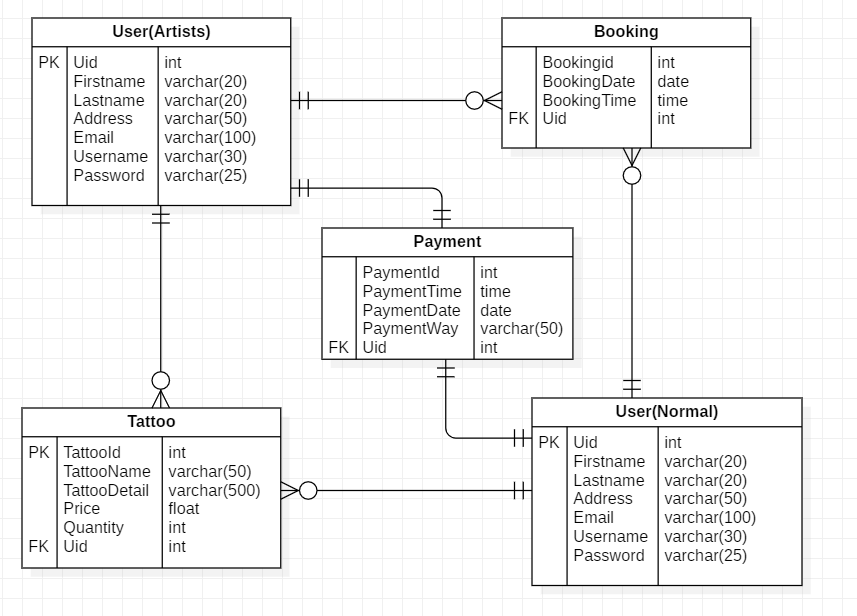 User(Artists)
PK Uid int
Firstname varchar(20)
Lastname varchar(20)
Address varchar(50)
Email varchar(100)
Username varchar(30)
Password varchar(25)
Booking
Bookingid int
BookingDate date
BookingTime time
FK Uid int
Payment
PaymentId int
PaymentTime time
PaymentDate date
PaymentWay varchar(50)
FK Uid int
Tattoo
PK TattooId int
TattooName varchar(50)
TattooDetail varchar(500)
Price float
Quantity int
FK Uid int
User(Normal)
PK Uid int
Firstname varchar(20)
Lastname varchar(20)
Address varchar(50)
Email varchar(100)
Username varchar(30)
Password varchar(25)